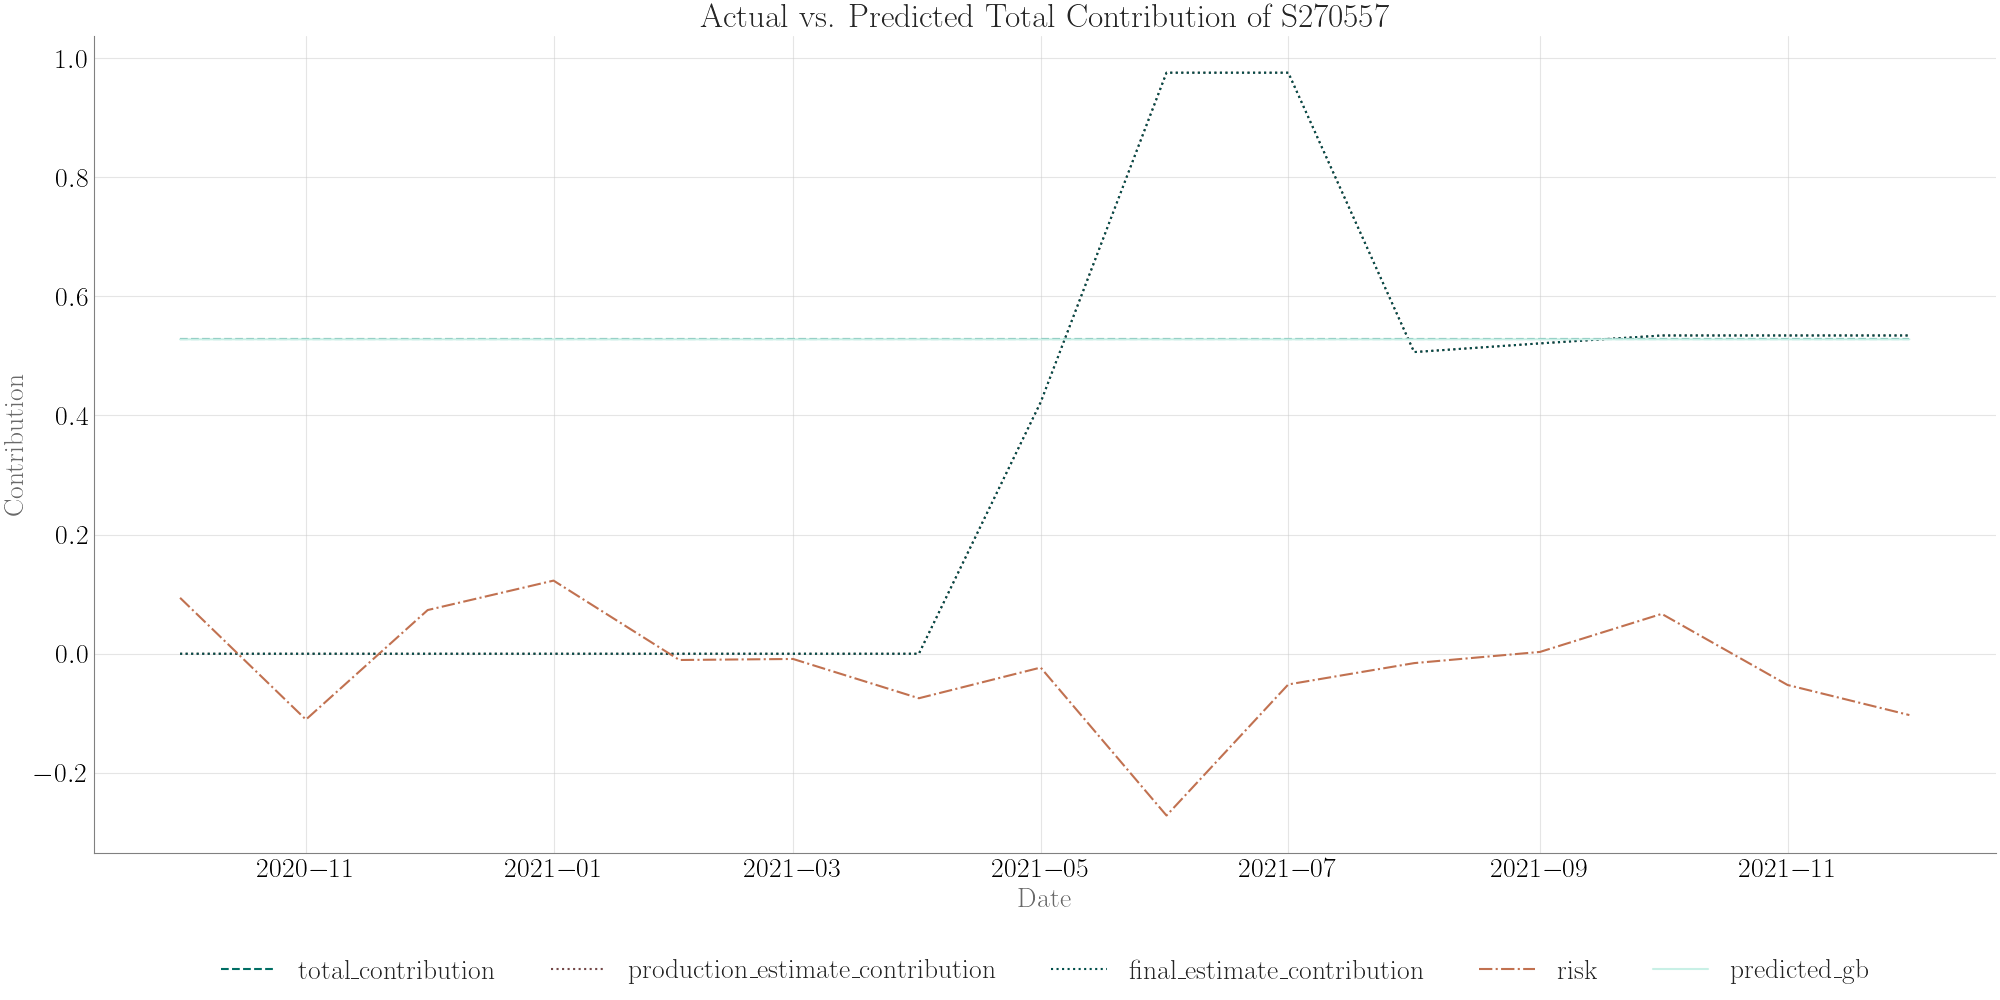 Actual vs. Predicted Total Contribution of S270557
1.0
0.8
0.6
0.4
0.2
0.0
−0.2
Contribution
2020−11 2021−01 2021−03 2021−05 2021−07 2021−09 2021−11
Date
total_contribution production_estimate_contribution final_estimate_contribution risk predicted_gb